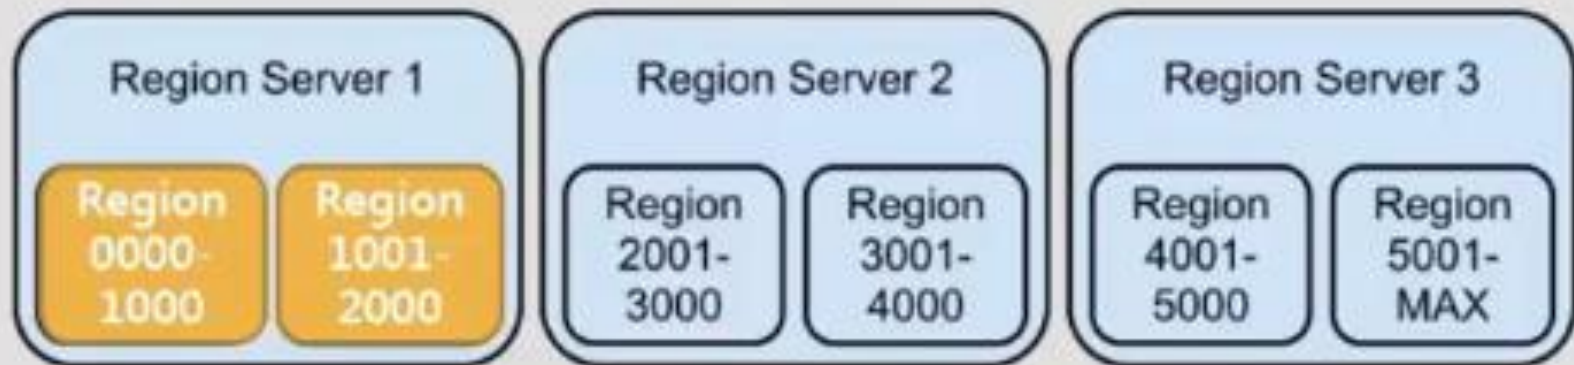 Region Server 1
Region
0000-
1000
Region
1001-
2000
Region Server 2
Region
2001-
3000
Region
3001-
4000
Region Server 3
Region
4001-
5000
Region
5001-
MAX